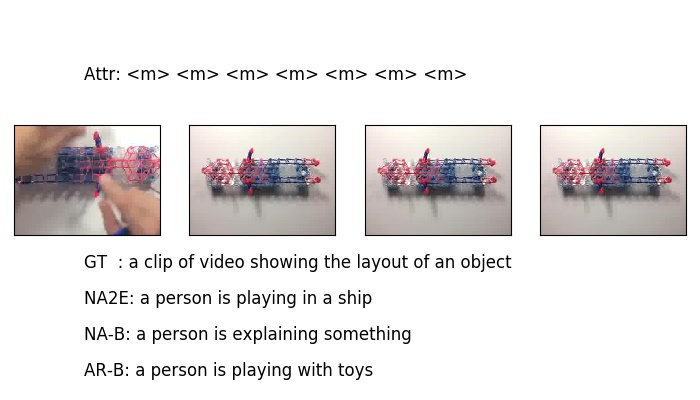 Attr: <m> <m> <m> <m> <m> <m> <m>
GT : a clip of video showing the layout of an object
NA2E: a person is playing in a ship
NA-B: a person is explaining something
AR-B: a person is playing with toys